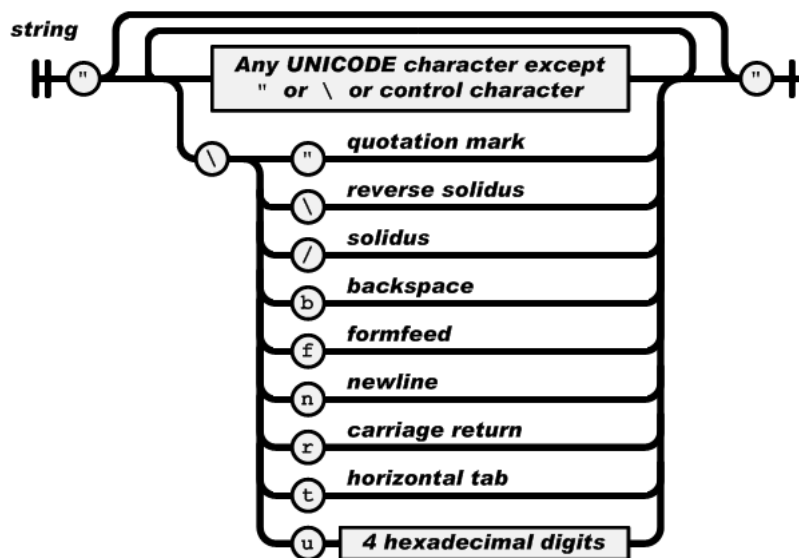 string
"
Any UNICODE character except
" or \ or control character
"
\
" quotation mark
\ reverse solidus
/ solidus
b backspace
f formfeed
n newline
r carriage return
t horizontal tab
u 4 hexadecimal digits